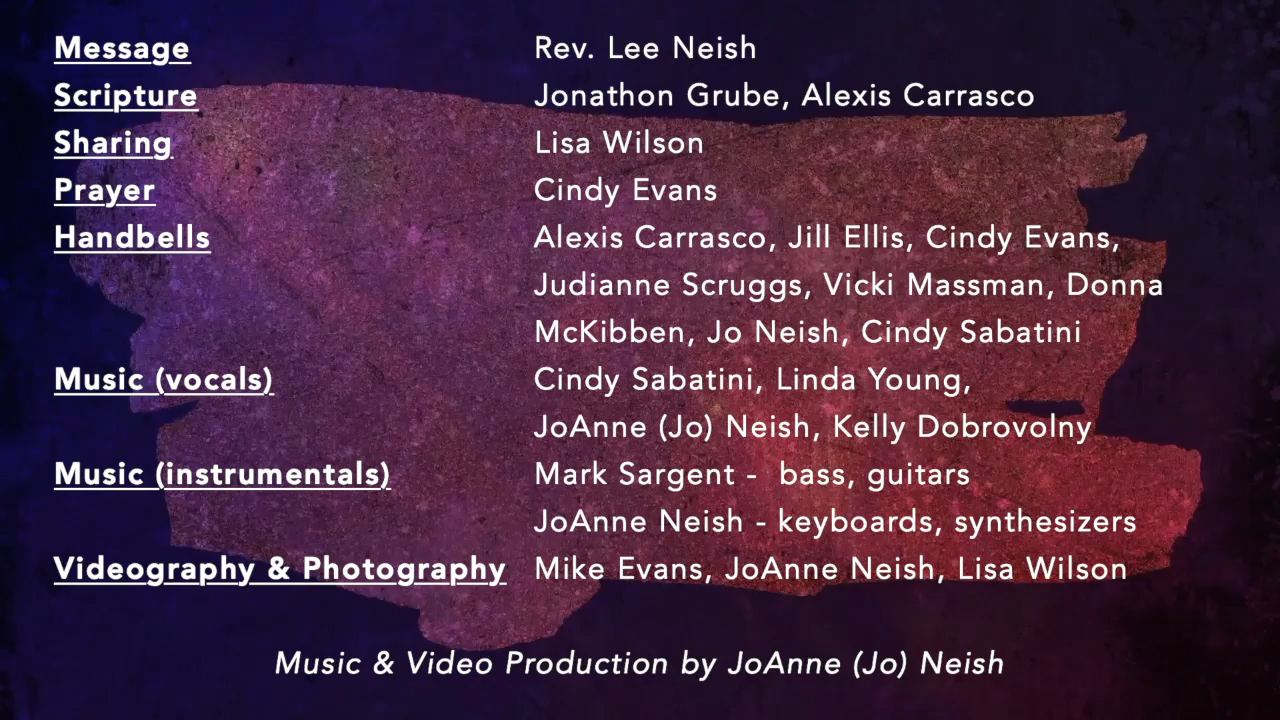 Message Rev. Lee Neish
Scripture Jonathon Grube, Alexis Carrasco
Sharing Lisa Wilson
Prayer Cindy Evans
Handbells Alexis Carrasco, Jill Ellis, Cindy Evans,
Judianne Scruggs, Vicki Massman, Donna
McKibben, Jo Neish, Cindy Sabatini
Music (vocals) Cindy Sabatini, Linda Young,
JoAnne (Jo) Neish, Kelly Dobrovolny
Music (instrumentals) Mark Sargent - bass, guitars
JoAnne Neish - keyboards, synthesizers
Videography & Photography Mike Evans, JoAnne Neish, Lisa Wilson
Music & Video Production by JoAnne (Jo) Neish